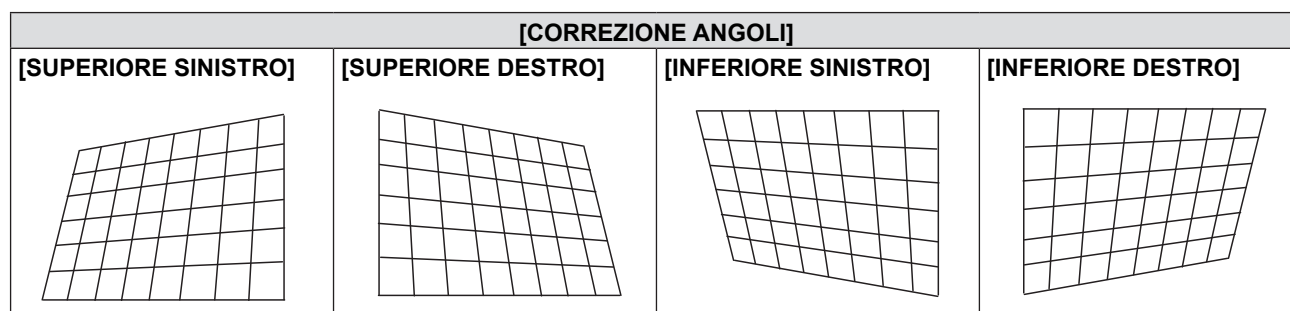 [CORREZIONE ANGOLI]
[SUPERIORE SINISTRO]
[SUPERIORE DESTRO]
[INFERIORE SINISTRO]
[INFERIORE DESTRO]